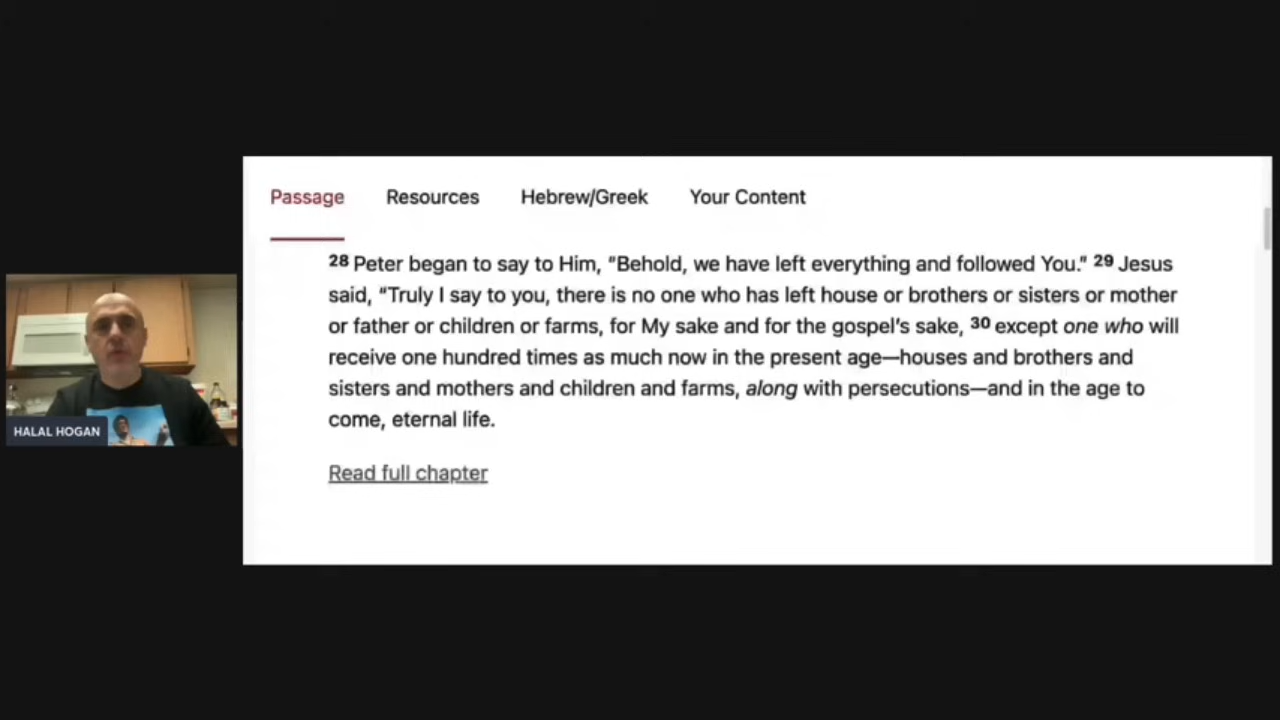 Passage Resources Hebrew/Greek Your Content
28 Peter began to say to Him, “Behold, we have left everything and followed You.” 29 Jesus
said, “Truly I say to you, there is no one who has left house or brothers or sisters or mother
or father or children or farms, for My sake and for the gospel’s sake, 30 except one who will
receive one hundred times as much now in the present age—houses and brothers and
sisters and mothers and children and farms, along with persecutions—and in the age to
come, eternal life.
Read full chapter
HALAL HOGAN